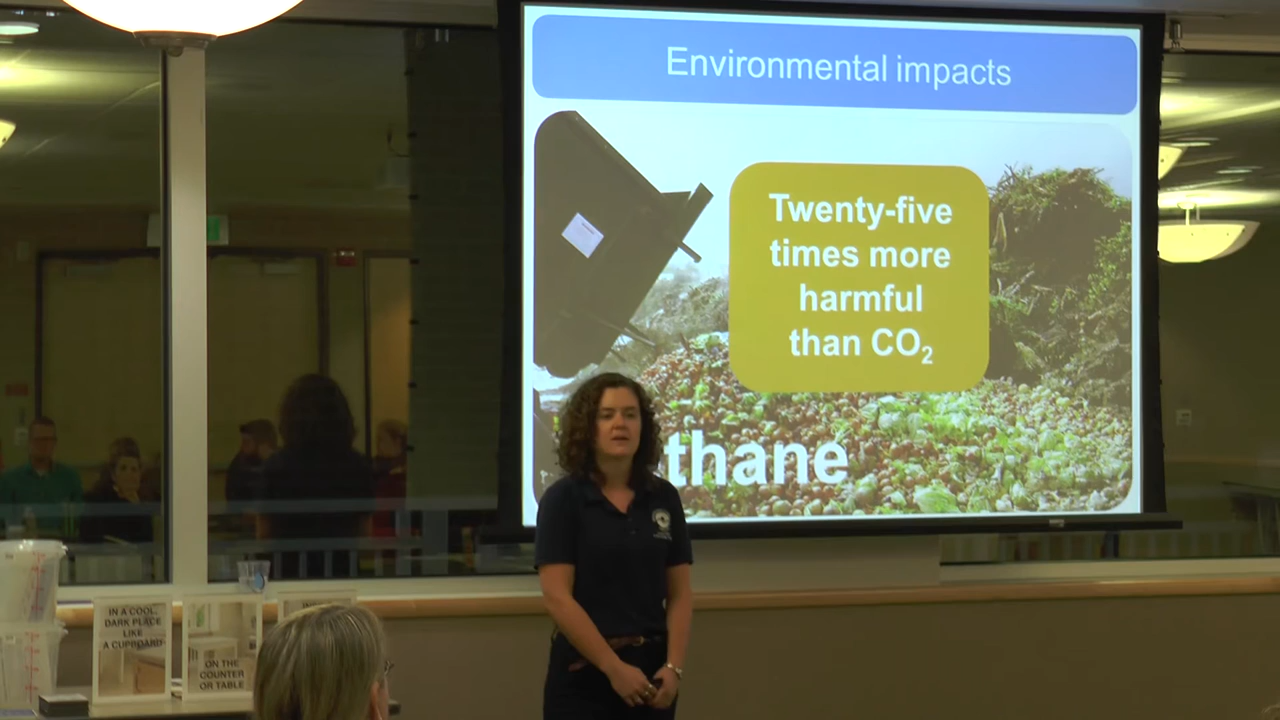 Environmental impacts
Twenty-five
times more
harmful
than CO₂
thane
IN A COOL,
DARK PLACE
LIKE
A CUPBOARD
ON THE
COUNTER
OR TABLE